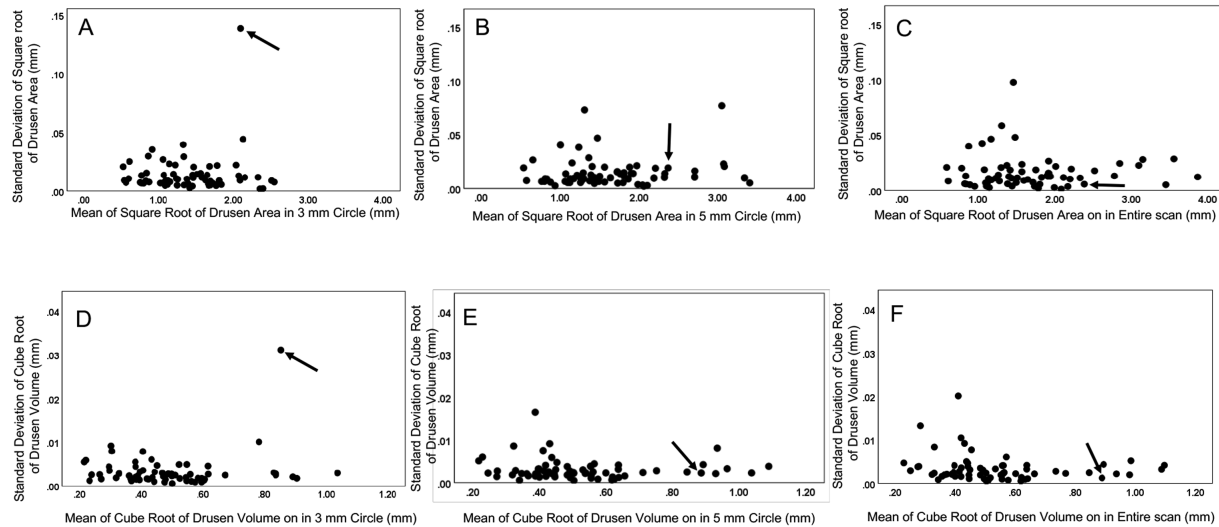 A
Standard Deviation of Square root
of Drusen Area (mm)
.15
.10
.05
.00
.00 1.00 2.00 3.00 4.00
Mean of Square Root of Drusen Area in 3 mm Circle (mm)
B
Standard Deviation of Square root
of Drusen Area (mm)
.15
.10
.05
.00
.00 1.00 2.00 3.00 4.00
Mean of Square Root of Drusen Area in 5 mm Circle (mm)
C
Standard Deviation of Square root
of Drusen Area (mm)
.15
.10
.05
.00
.00 1.00 2.00 3.00 4.00
Mean of Square Root of Drusen Area on in Entire scan (mm)
D
Standard Deviation of Cube Root
of Drusen Volume (mm)
.04
.03
.02
.01
.00
.20 .40 .60 .80 1.00 1.20
Mean of Cube Root of Drusen Volume on in 3 mm Circle (mm)
E
Standard Deviation of Cube Root
of Drusen Volume (mm)
.04
.03
.02
.01
.00
.20 .40 .60 .80 1.00 1.20
Mean of Cube Root of Drusen Volume on in 5 mm Circle (mm)
F
Standard Deviation of Cube Root
of Drusen Volume (mm)
.04
.03
.02
.01
.00
.20 .40 .60 .80 1.00 1.20
Mean of Cube Root of Drusen Volume on in Entire scan (mm)